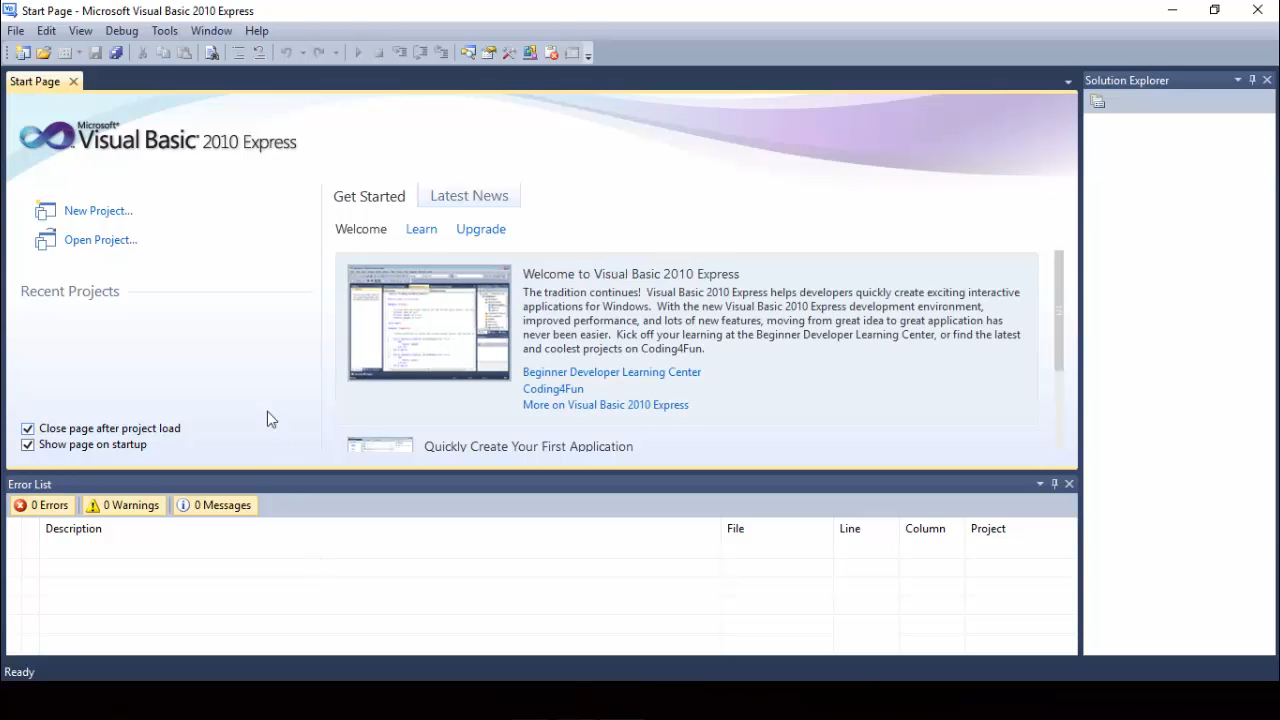 Start Page - Microsoft Visual Basic 2010 Express
File Edit View Debug Tools Window Help
Start Page
Solution Explorer
Microsoft®
Visual Basic® 2010 Express
New Project...
Open Project...
Recent Projects
Close page after project load
Show page on startup
Get Started Latest News
Welcome Learn Upgrade
Welcome to Visual Basic 2010 Express
The tradition continues! Visual Basic 2010 Express helps developers quickly create exciting interactive
applications for Windows. With the new Visual Basic 2010 Express development environment,
improved performance, and lots of new features, moving from great idea to great application has
never been easier. Kick off your learning at the Beginner Developer Learning Center, or find the latest
and coolest projects on Coding4Fun.
Beginner Developer Learning Center
Coding4Fun
More on Visual Basic 2010 Express
Quickly Create Your First Application
Error List
0 Errors 0 Warnings 0 Messages
Description File Line Column Project
Ready